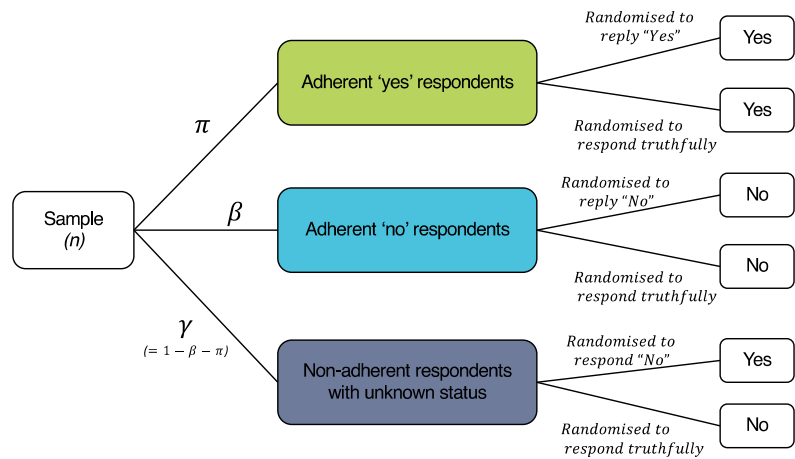 Sample
(n)
π
β
γ
(= 1 − β − π)
Adherent ‘yes’ respondents
Randomised to
reply “Yes”
Yes
Randomised to
respond truthfully
Yes
Adherent ‘no’ respondents
Randomised to
reply “No”
No
Randomised to
respond truthfully
No
Non-adherent respondents
with unknown status
Randomised to
respond “No”
Yes
Randomised to
respond truthfully
No